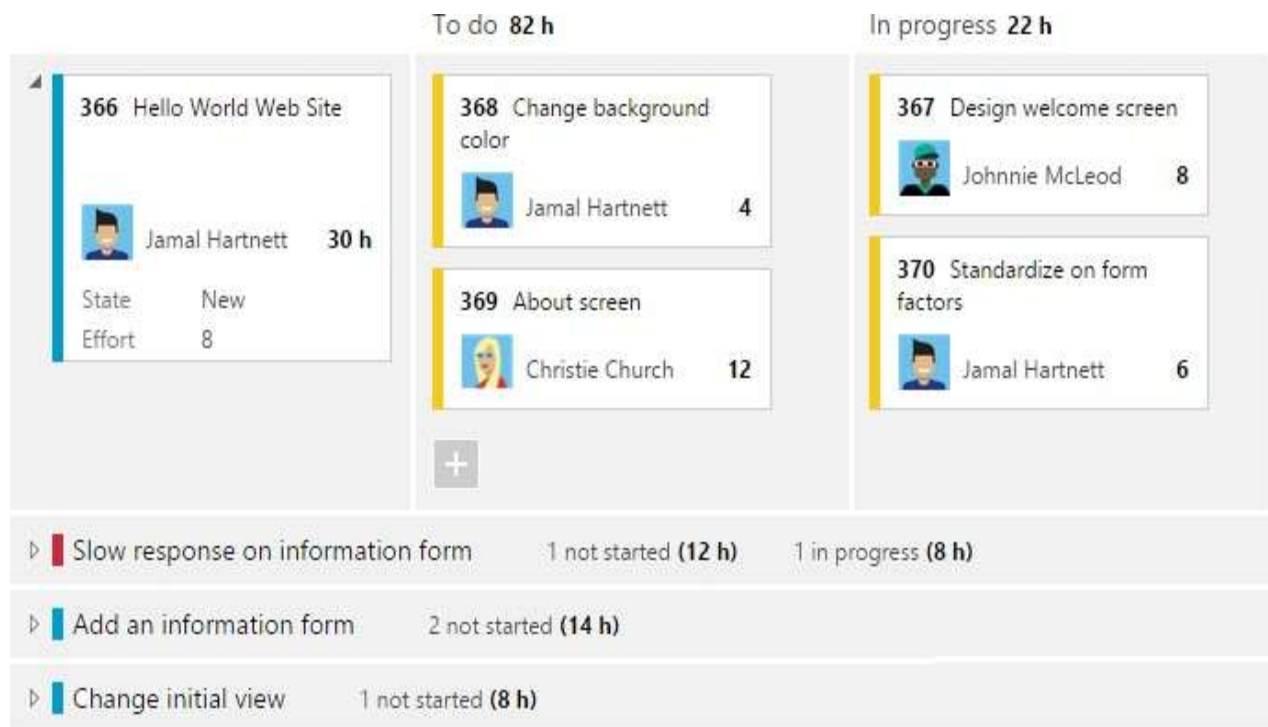 To do 82 h
In progress 22 h
366 Hello World Web Site
Jamal Hartnett 30 h
State New
Effort 8
368 Change background
color
Jamal Hartnett 4
369 About screen
Christie Church 12
367 Design welcome screen
Johnnie McLeod 8
370 Standardize on form
factors
Jamal Hartnett 6
Slow response on information form 1 not started (12 h) 1 in progress (8 h)
Add an information form 2 not started (14 h)
Change initial view 1 not started (8 h)